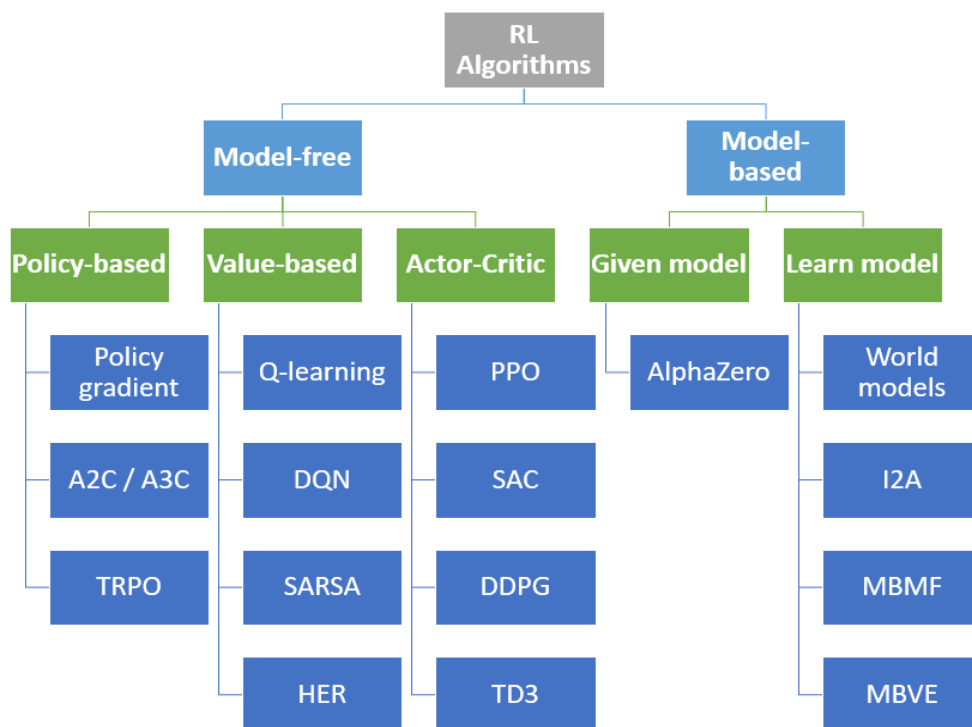 RL
Algorithms
Model-free
Model-
based
Policy-based
Value-based
Actor-Critic
Given model
Learn model
Policy
gradient
Q-learning
PPO
AlphaZero
World
models
A2C / A3C
DQN
SAC
I2A
TRPO
SARSA
DDPG
MBMF
HER
TD3
MBVE